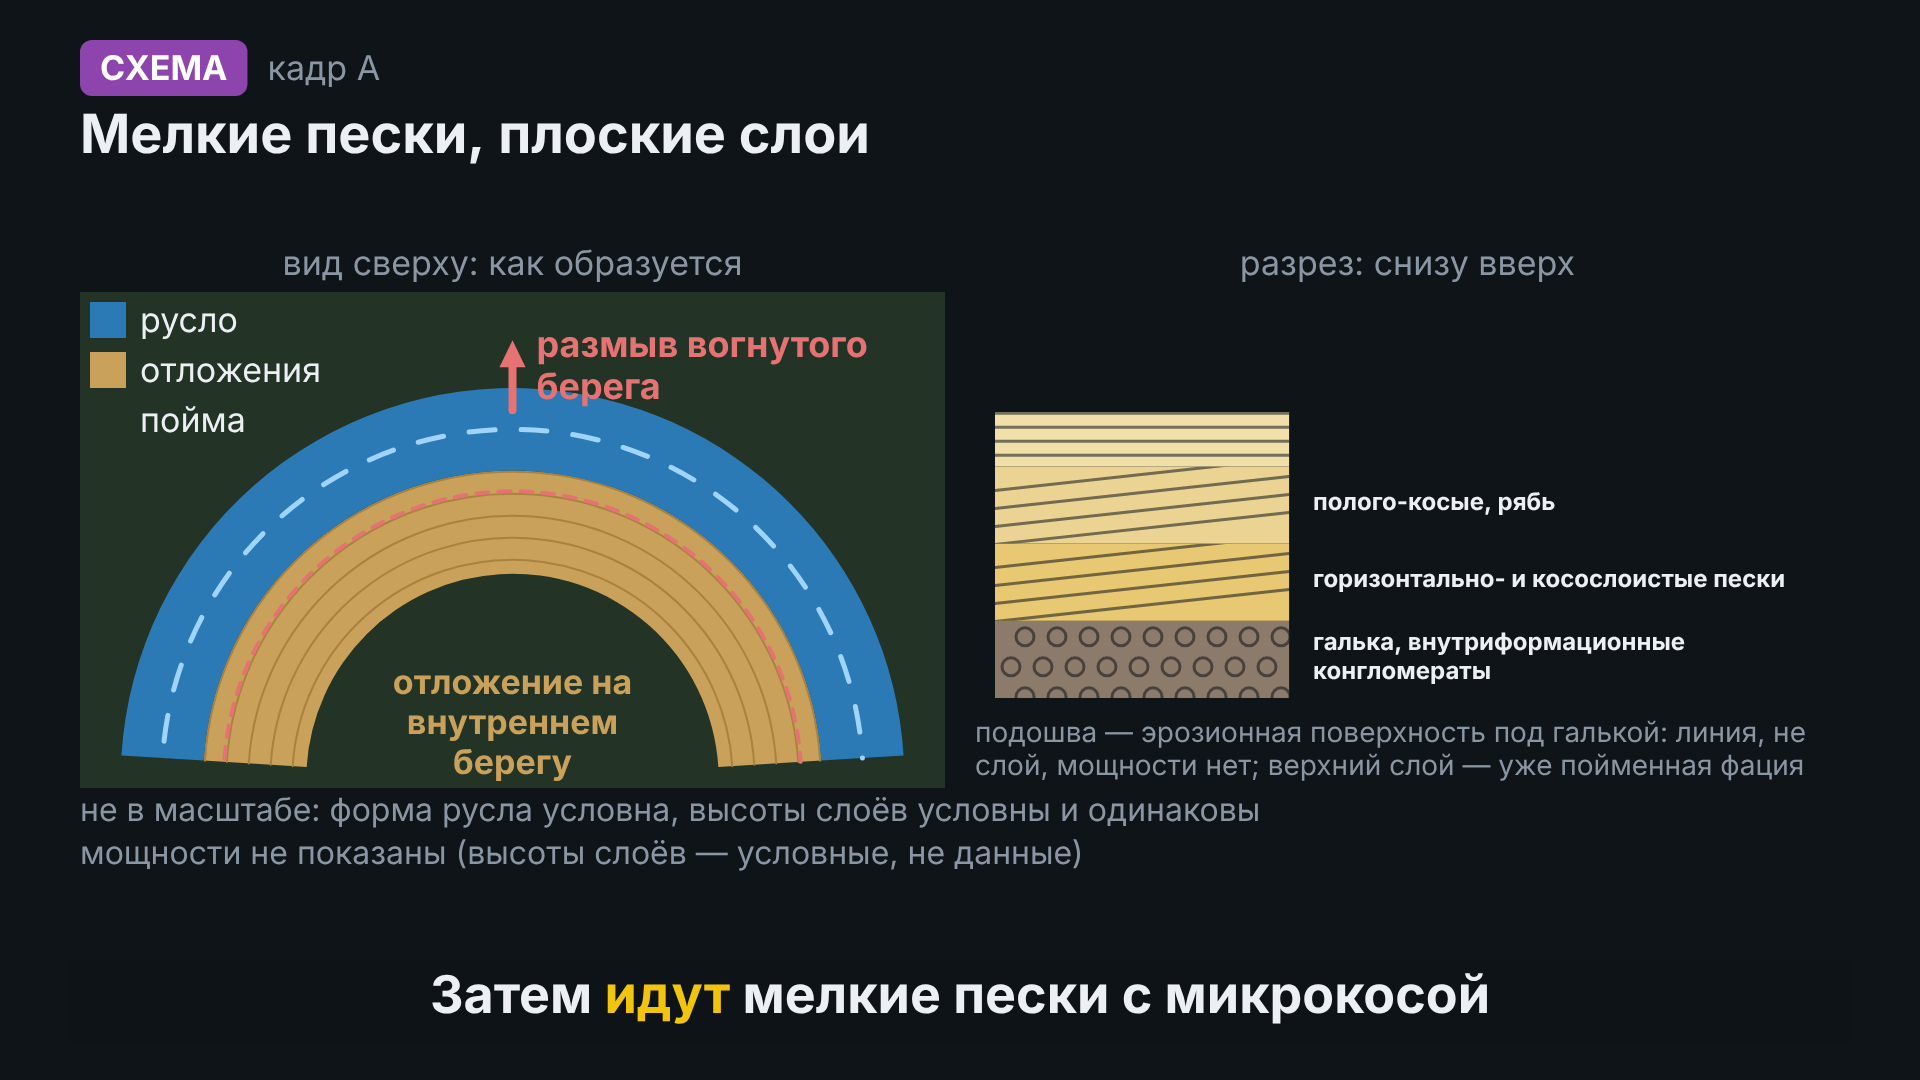 СХЕМА кадр А
Мелкие пески, плоские слои
вид сверху: как образуется
разрез: снизу вверх
русло
отложения
пойма
размыв вогнутого
берега
отложение на
внутреннем
берегу
полого-косые, рябь
горизонтально- и косослоистые пески
галька, внутриформационные
конгломераты
подошва — эрозионная поверхность под галькой: линия, не
слой, мощности нет; верхний слой — уже пойменная фация
не в масштабе: форма русла условна, высоты слоёв условны и одинаковы
мощности не показаны (высоты слоёв — условные, не данные)
Затем идут мелкие пески с микрокосой